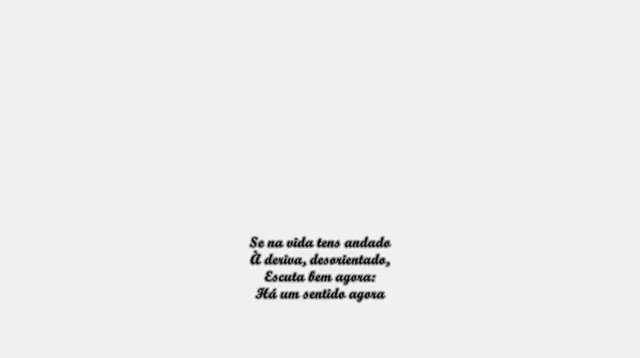 Se na vida tens andado
À deriva, desorientado,
Escuta bem agora:
Há um sentido agora